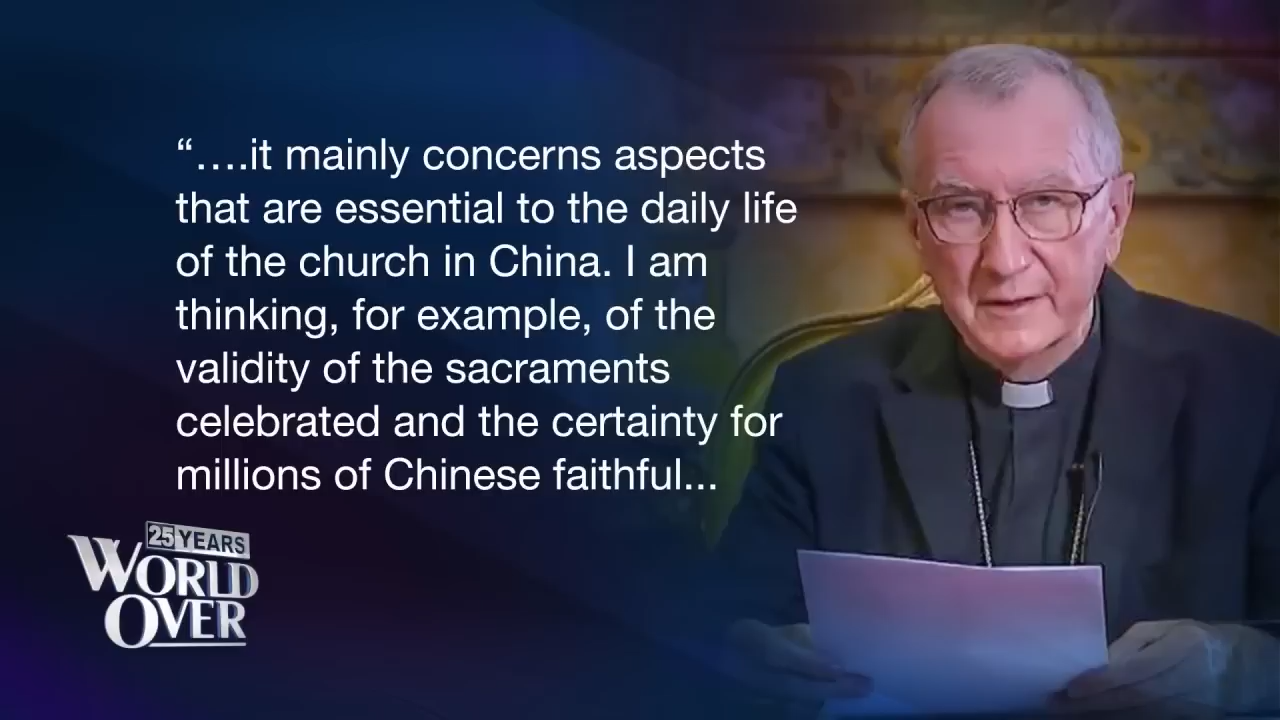 “….it mainly concerns aspects
that are essential to the daily life
of the church in China. I am
thinking, for example, of the
validity of the sacraments
celebrated and the certainty for
millions of Chinese faithful...
25 YEARS
WORLD
OVER